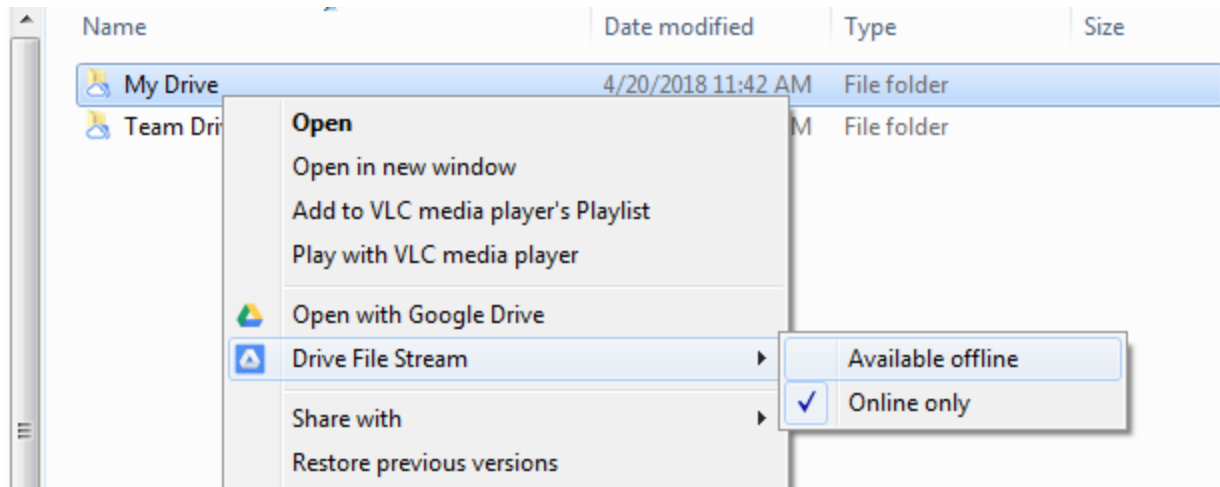 Name Date modified Type Size
My Drive 4/20/2018 11:42 AM File folder
Team Dri M File folder
Open
Open in new window
Add to VLC media player's Playlist
Play with VLC media player
Open with Google Drive
Drive File Stream
Available offline
Online only
Share with
Restore previous versions